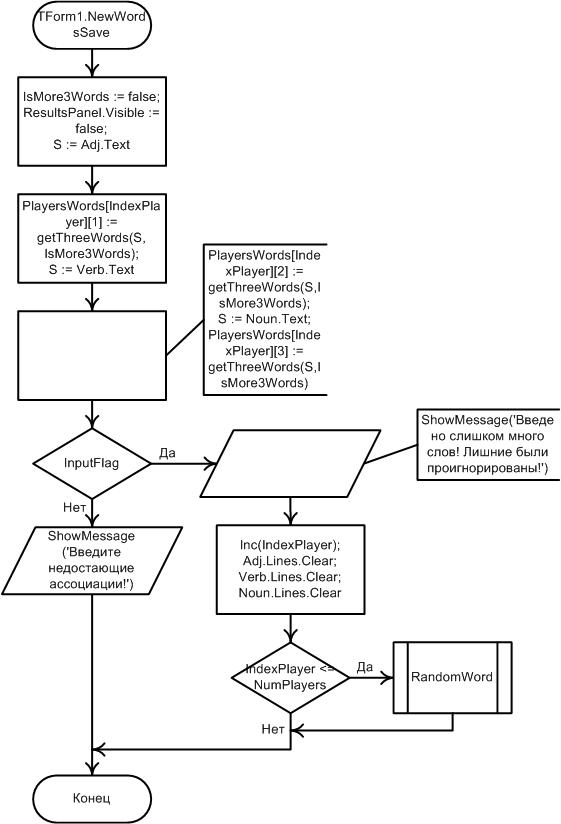 TForm1.NewWord
sSave
IsMore3Words := false;
ResultsPanel.Visible :=
false;
S := Adj.Text
PlayersWords[IndexPla
yer][1] :=
getThreeWords(S,
IsMore3Words);
S := Verb.Text
PlayersWords[Inde
xPlayer][2] :=
getThreeWords(S,I
sMore3Words);
S := Noun.Text;
PlayersWords[Inde
xPlayer][3] :=
getThreeWords(S,I
sMore3Words)
InputFlag
Да
Нет
ShowMessage('Введе
но слишком много
слов! Лишние были
проигнорированы!')
ShowMessage
('Введите
недостающие
ассоциации!')
Inc(IndexPlayer);
Adj.Lines.Clear;
Verb.Lines.Clear;
Noun.Lines.Clear
IndexPlayer <=
NumPlayers
Да
RandomWord
Нет
Конец